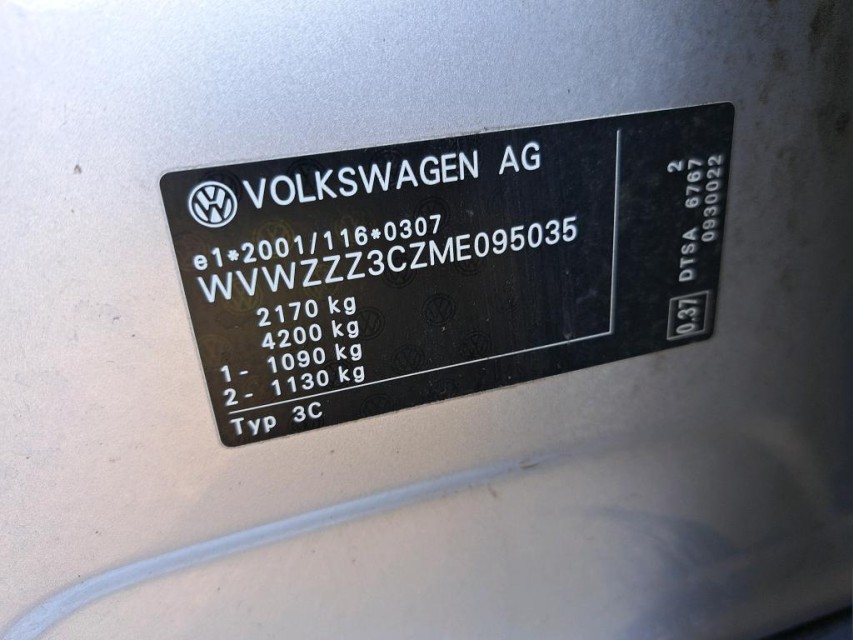 VOLKSWAGEN AG
e1*2001/116*0307
WVWZZZ3CZME095035
2170 kg
4200 kg
1- 1090 kg
2- 1130 kg
Typ 3C
2
DTSA 6767
0930022
0.37